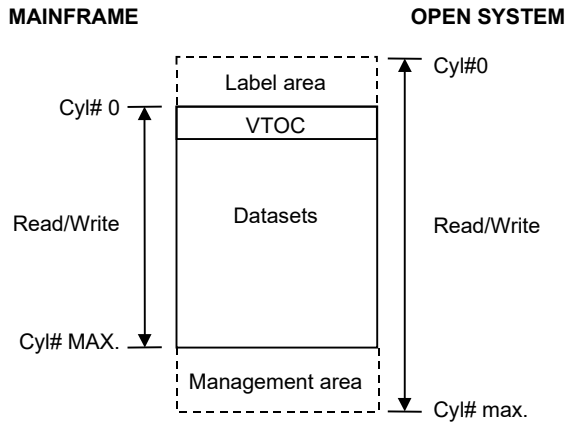 MAINFRAME
OPEN SYSTEM
Cyl#0
Label area
Cyl# 0
VTOC
Datasets
Read/Write
Read/Write
Cyl# MAX.
Management area
Cyl# max.